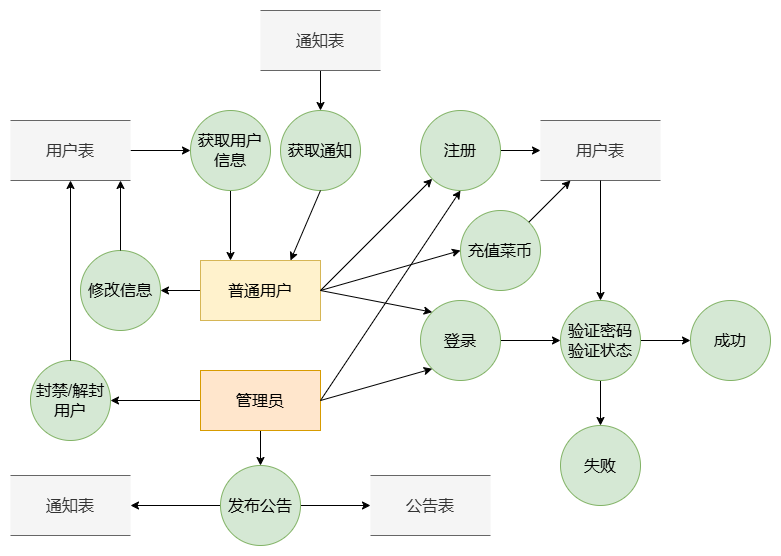 通知表
用户表
获取用户
信息
获取通知
注册
用户表
充值菜币
修改信息
普通用户
登录
验证密码
验证状态
成功
封禁/解封
用户
管理员
失败
通知表
发布公告
公告表